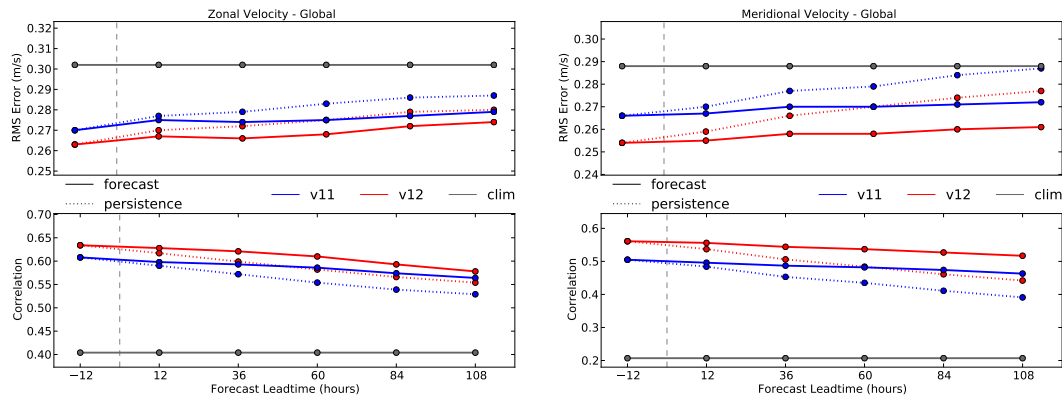 Zonal Velocity - Global
0.32
0.31
0.30
0.29
0.28
0.27
0.26
0.25
RMS Error (m/s)
forecast
persistence
v11
v12
clim
0.70
0.65
0.60
0.55
0.50
0.45
0.40
Correlation
−12 12 36 60 84 108
Forecast Leadtime (hours)
Meridional Velocity - Global
0.30
0.29
0.28
0.27
0.26
0.25
0.24
RMS Error (m/s)
forecast
persistence
v11
v12
clim
0.6
0.5
0.4
0.3
0.2
Correlation
−12 12 36 60 84 108
Forecast Leadtime (hours)